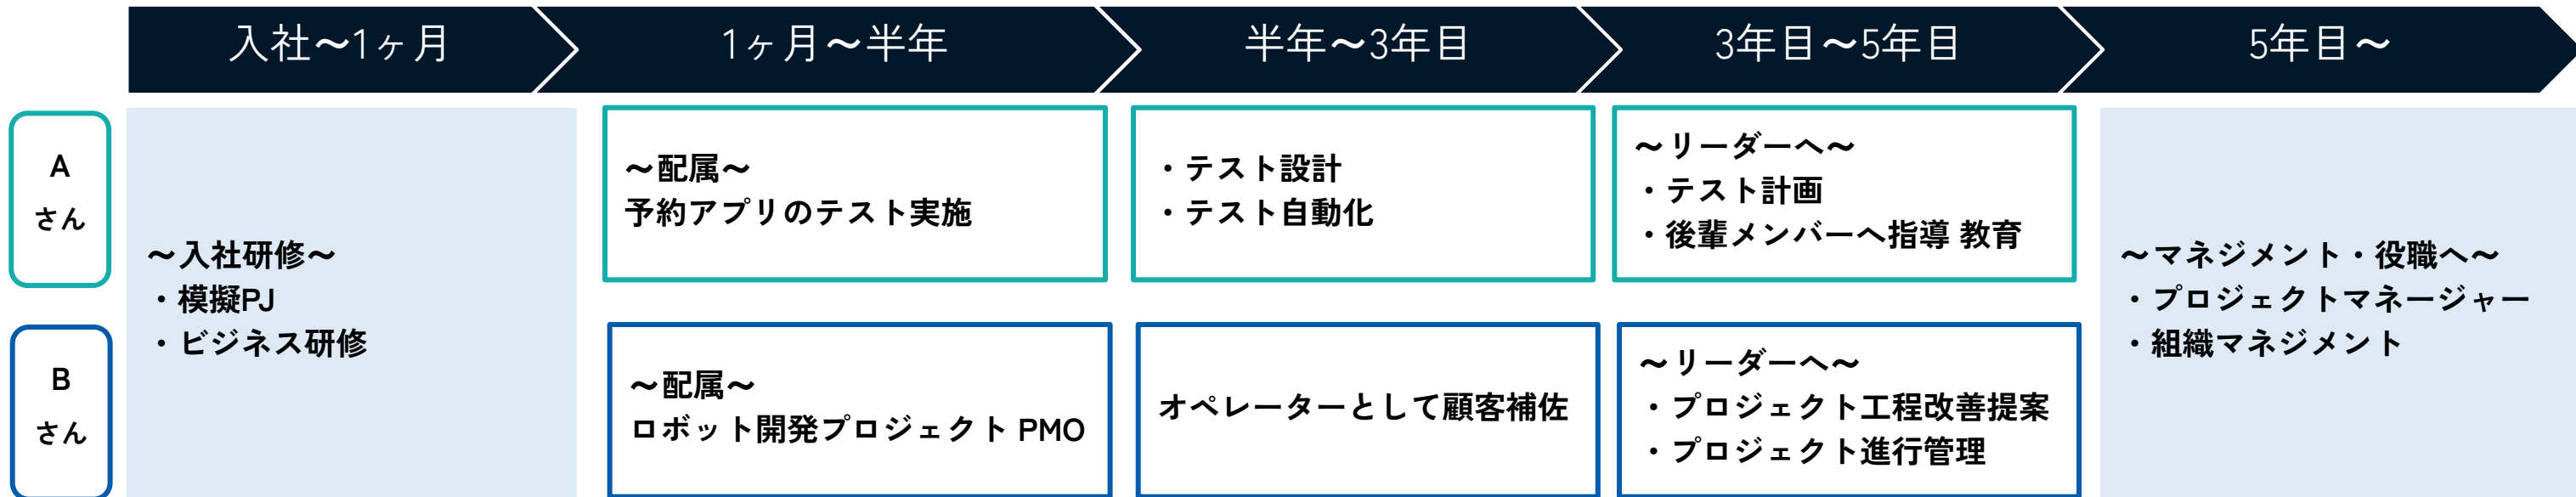 入社～1ヶ月
1ヶ月～半年
半年～3年目
3年目～5年目
5年目～
A
さん
～入社研修～
・模擬PJ
・ビジネス研修
～配属～
予約アプリのテスト実施
・テスト設計
・テスト自動化
～リーダーへ～
・テスト計画
・後輩メンバーへ指導 教育
～マネジメント・役職へ～
・プロジェクトマネージャー
・組織マネジメント
B
さん
～配属～
ロボット開発プロジェクト PMO
オペレーターとして顧客補佐
～リーダーへ～
・プロジェクト工程改善提案
・プロジェクト進行管理